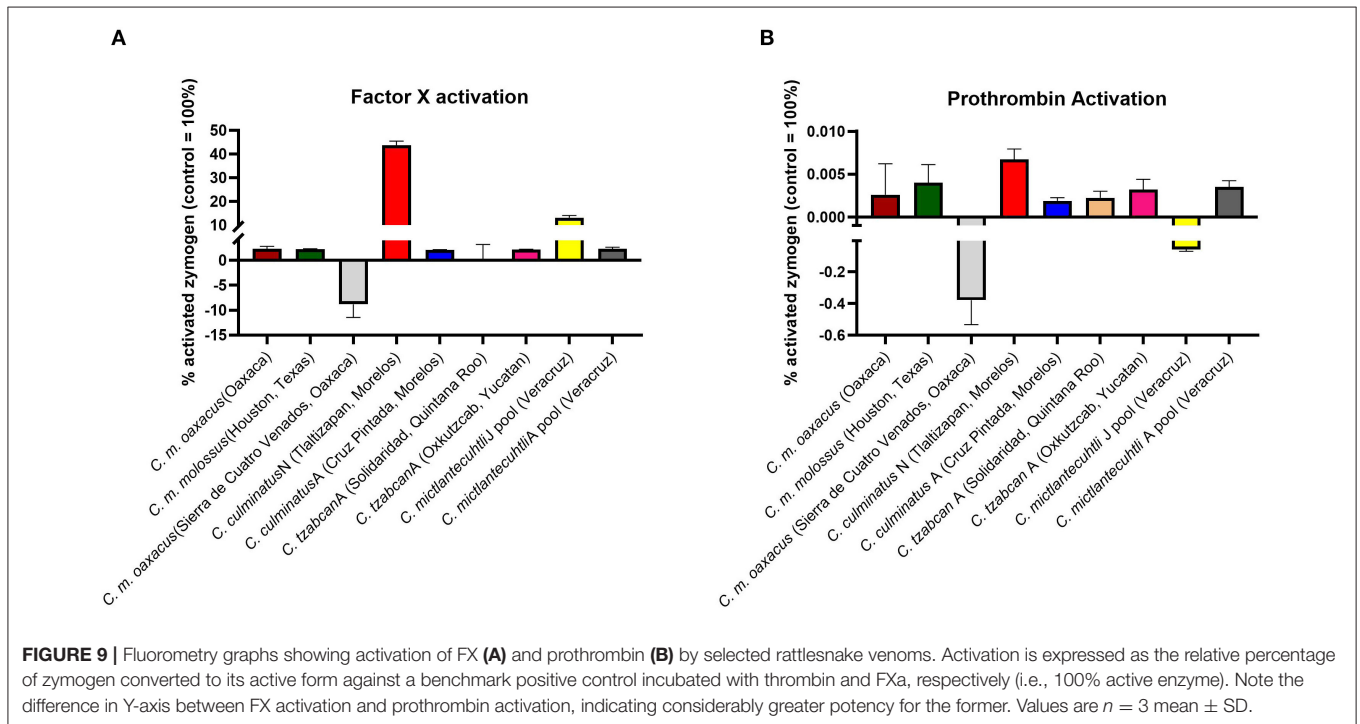 A
Factor X activation
% activated zymogen (control = 100%)
50
40
30
20
10
0
-5
-10
-15
C. m. oaxacus(Oaxaca)
C. m. molossus(Houston, Texas)
C. m. oaxacus(Sierra de Cuatro Venados, Oaxaca)
C. culminatusN (Tlaltizapan, Morelos)
C. culminatusA (Cruz Pintada, Morelos)
C. tzabcanA (Solidaridad, Quintana Roo)
C. tzabcanA (Oxkutzcab, Yucatan)
C. mictlantecuhtliJ pool (Veracruz)
C. mictlantecuhtliA pool (Veracruz)
B
Prothrombin Activation
% activated zymogen (control = 100%)
0.010
0.005
0.000
-0.2
-0.4
-0.6
C. m. oaxacus (Oaxaca)
C. m. molossus (Houston, Texas)
C. m. oaxacus (Sierra de Cuatro Venados, Oaxaca)
C. culminatus N (Tlaltizapan, Morelos)
C. culminatus A (Cruz Pintada, Morelos)
C. tzabcan A (Solidaridad, Quintana Roo)
C. tzabcan A (Oxkutzcab, Yucatan)
C. mictlantecuhtli J pool (Veracruz)
C. mictlantecuhtli A pool (Veracruz)
FIGURE 9 | Fluorometry graphs showing activation of FX (A) and prothrombin (B) by selected rattlesnake venoms. Activation is expressed as the relative percentage
of zymogen converted to its active form against a benchmark positive control incubated with thrombin and FXa, respectively (i.e., 100% active enzyme). Note the
difference in Y-axis between FX activation and prothrombin activation, indicating considerably greater potency for the former. Values are n = 3 mean ± SD.